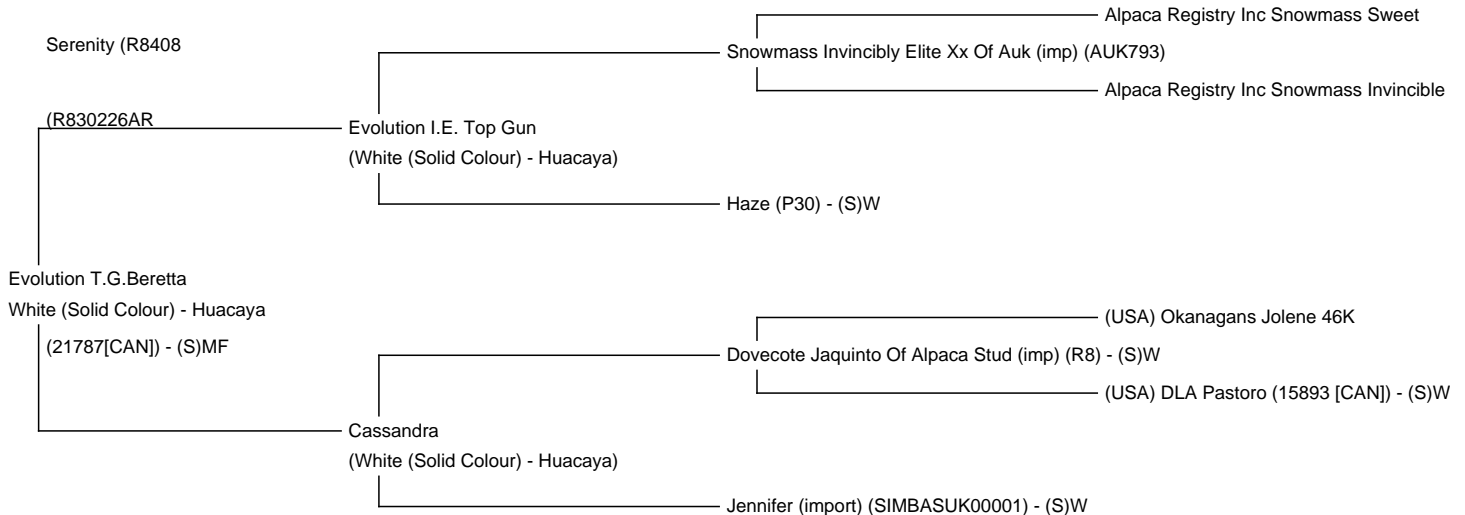 Alpaca Registry Inc Snowmass Sweet
Serenity (R8408
Snowmass Invincibly Elite Xx Of Auk (imp) (AUK793)
Alpaca Registry Inc Snowmass Invincible
(R830226AR
Evolution I.E. Top Gun
(White (Solid Colour) - Huacaya)
Haze (P30) - (S)W
Evolution T.G.Beretta
White (Solid Colour) - Huacaya
(21787[CAN]) - (S)MF
(USA) Okanagans Jolene 46K
Dovecote Jaquinto Of Alpaca Stud (imp) (R8) - (S)W
(USA) DLA Pastoro (15893 [CAN]) - (S)W
Cassandra
(White (Solid Colour) - Huacaya)
Jennifer (import) (SIMBASUK00001) - (S)W